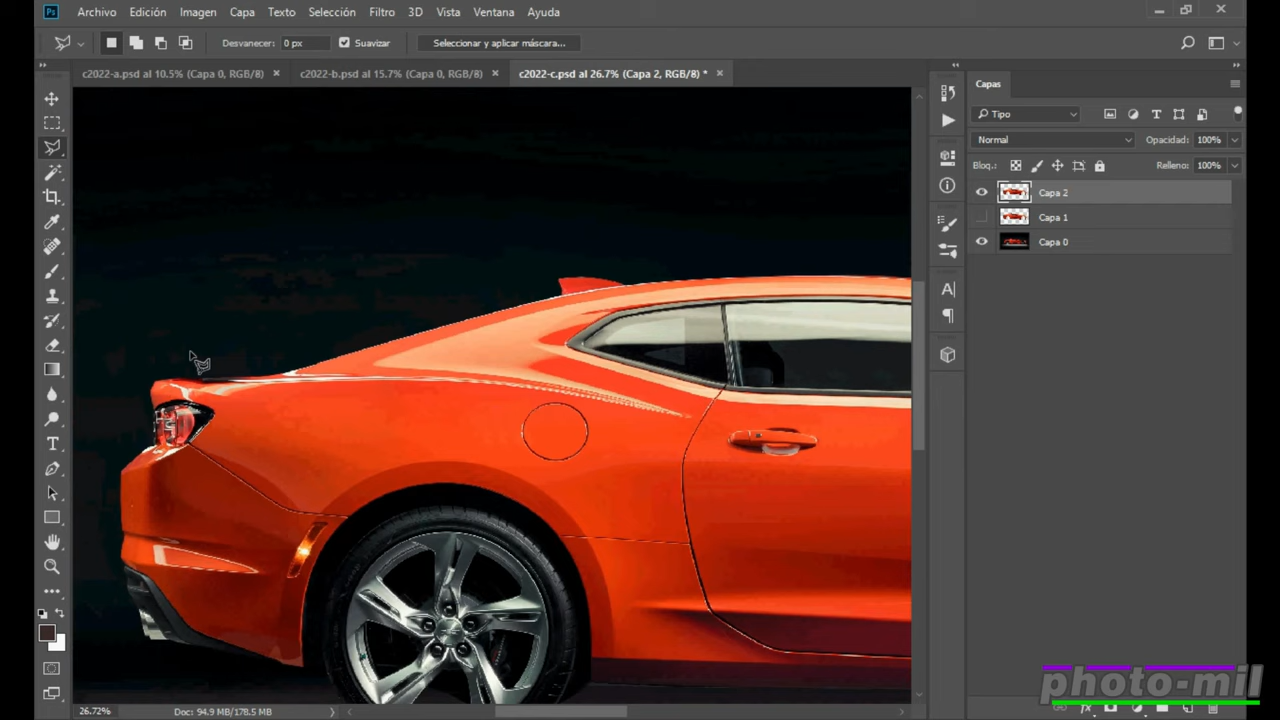 Ps Archivo Edición Imagen Capa Texto Selección Filtro 3D Vista Ventana Ayuda
Desvanecer: 0 px Suavizar Seleccionar y aplicar máscara...
c2022-a.psd al 10.5% (Capa 0, RGB/8) c2022-b.psd al 15.7% (Capa 0, RGB/8) c2022-c.psd al 26.7% (Capa 2, RGB/8) *
Capas
Tipo
Normal Opacidad: 100%
Bloq.: Relleno: 100%
Capa 2
Capa 1
Capa 0
26.72% Doc: 94.9 MB/178.5 MB
photo-mil